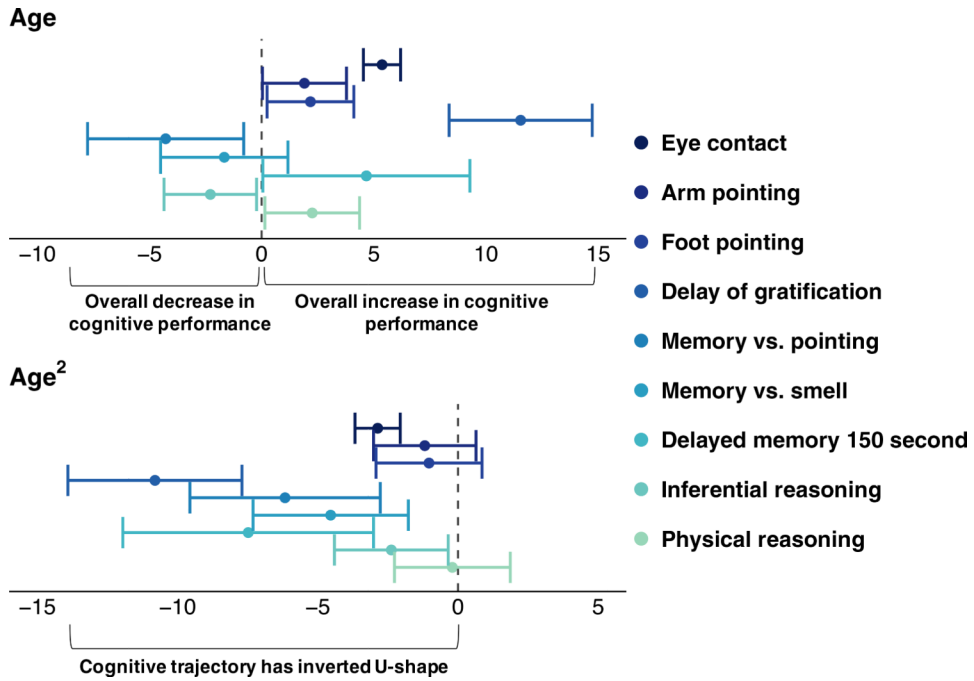 Age
−10 −5 0 5 10 15
Overall decrease in
cognitive performance
Overall increase in cognitive
performance
Eye contact
Arm pointing
Foot pointing
Delay of gratification
Memory vs. pointing
Memory vs. smell
Delayed memory 150 second
Inferential reasoning
Physical reasoning
Age²
−15 −10 −5 0 5
Cognitive trajectory has inverted U-shape